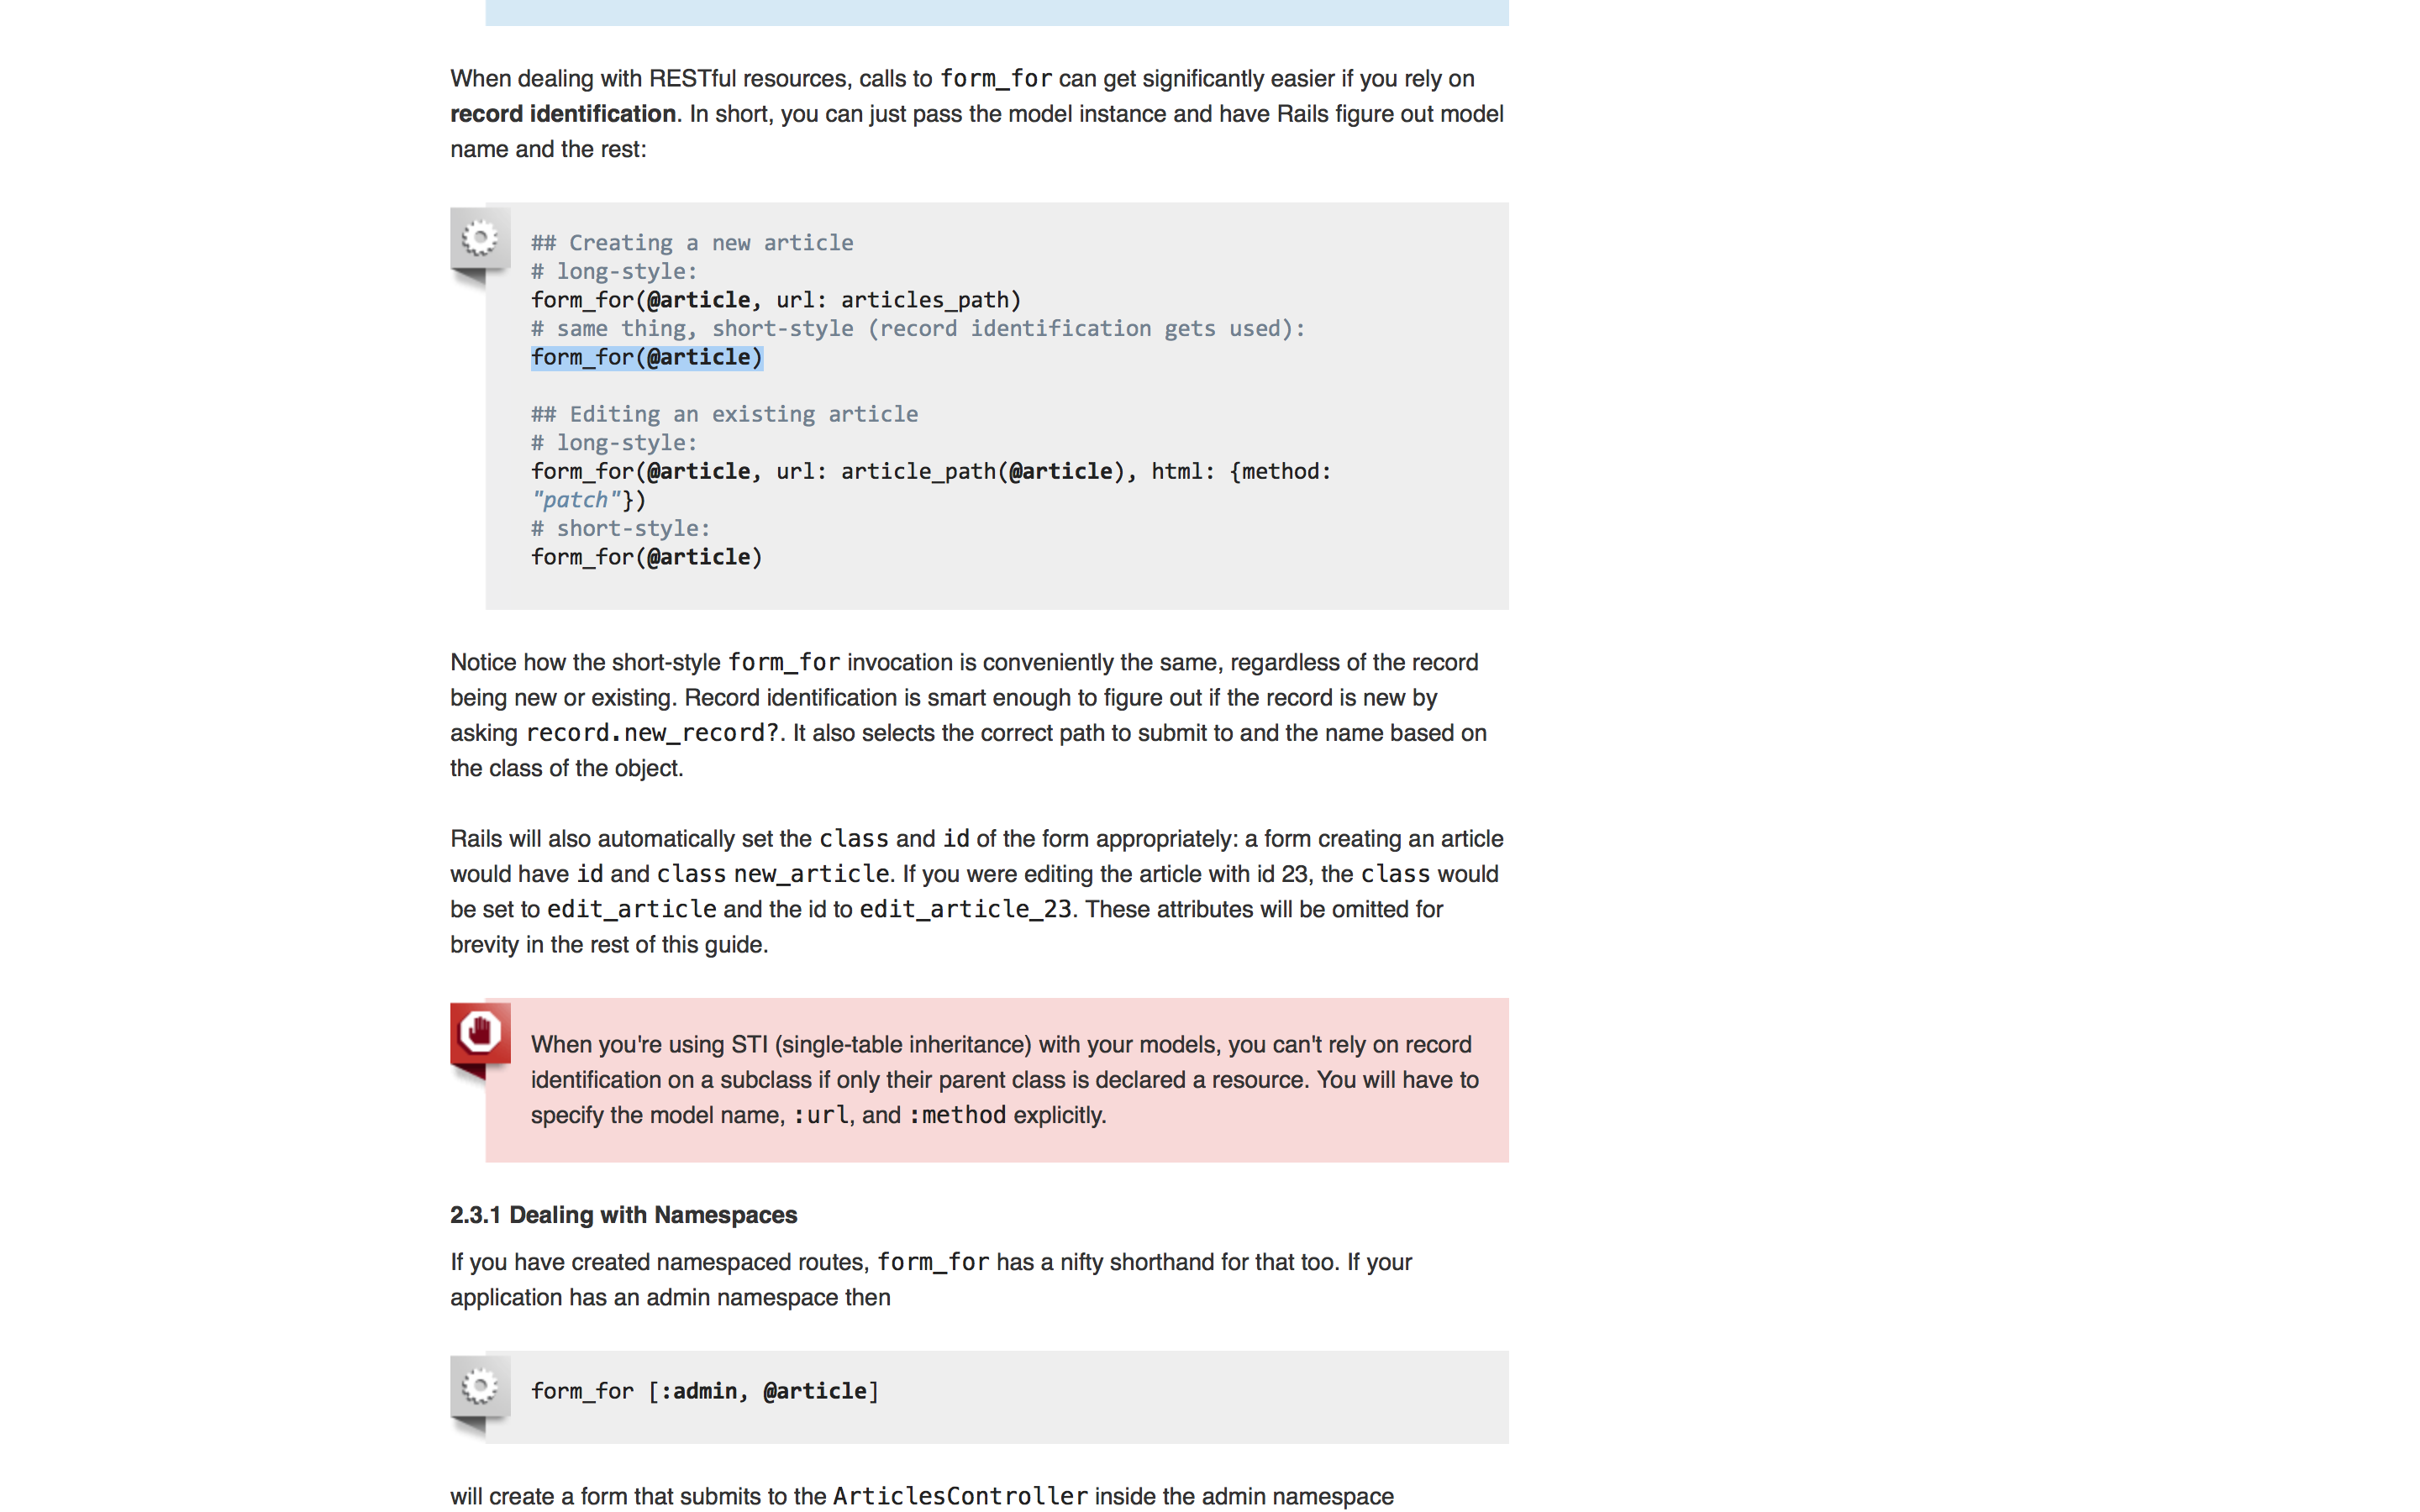 When dealing with RESTful resources, calls to form_for can get significantly easier if you rely on
record identification. In short, you can just pass the model instance and have Rails figure out model
name and the rest:
## Creating a new article
# long-style:
form_for(@article, url: articles_path)
# same thing, short-style (record identification gets used):
form_for(@article)
## Editing an existing article
# long-style:
form_for(@article, url: article_path(@article), html: {method:
"patch"})
# short-style:
form_for(@article)
Notice how the short-style form_for invocation is conveniently the same, regardless of the record
being new or existing. Record identification is smart enough to figure out if the record is new by
asking record.new_record?. It also selects the correct path to submit to and the name based on
the class of the object.
Rails will also automatically set the class and id of the form appropriately: a form creating an article
would have id and class new_article. If you were editing the article with id 23, the class would
be set to edit_article and the id to edit_article_23. These attributes will be omitted for
brevity in the rest of this guide.
When you're using STI (single-table inheritance) with your models, you can't rely on record
identification on a subclass if only their parent class is declared a resource. You will have to
specify the model name, :url, and :method explicitly.
2.3.1 Dealing with Namespaces
If you have created namespaced routes, form_for has a nifty shorthand for that too. If your
application has an admin namespace then
form_for [:admin, @article]
will create a form that submits to the ArticlesController inside the admin namespace